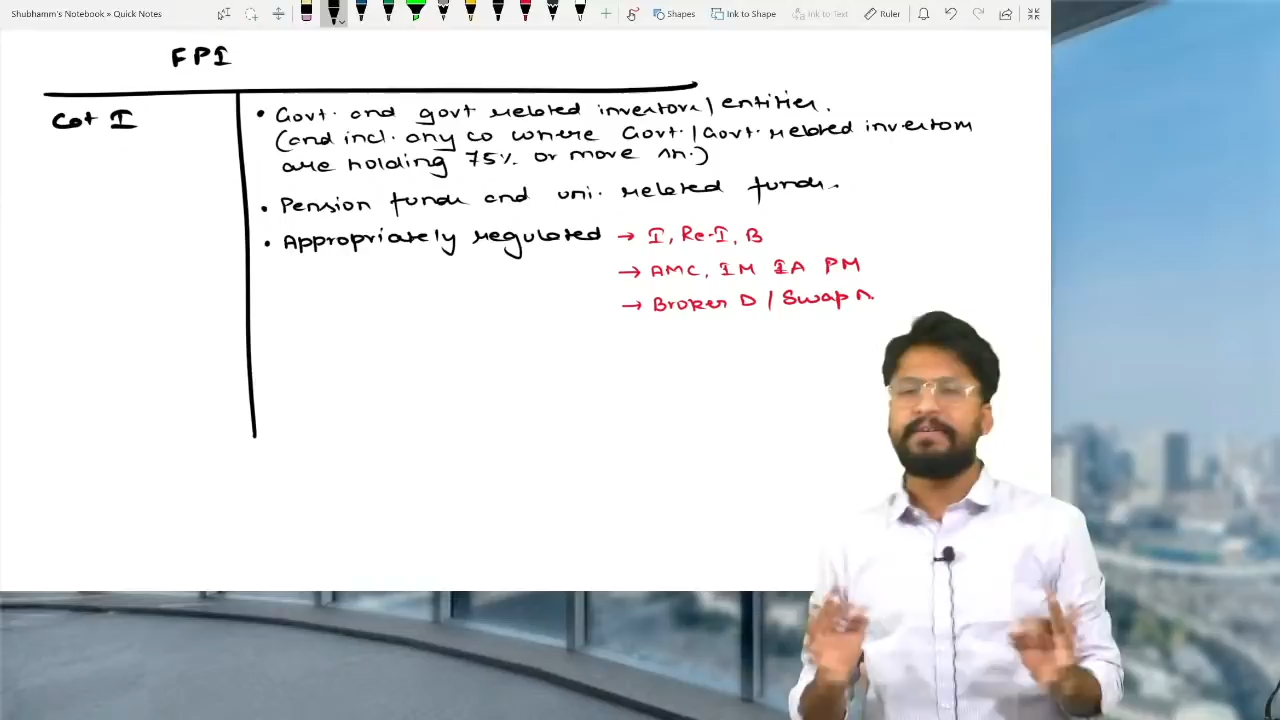 Shubhamm's Notebook » Quick Notes
Shapes
Ink to Shape
Ink to Text
Ruler
FPI
Cat I
• Govt. and govt related investors/entities.
(and incl. any co where Govt./Govt. related investors
are holding 75% or more sh.)
• Pension funds and uni. related funds.
• Appropriately regulated → I, Re-I, B
→ AMC, IM IA PM
→ Broker D / Swap